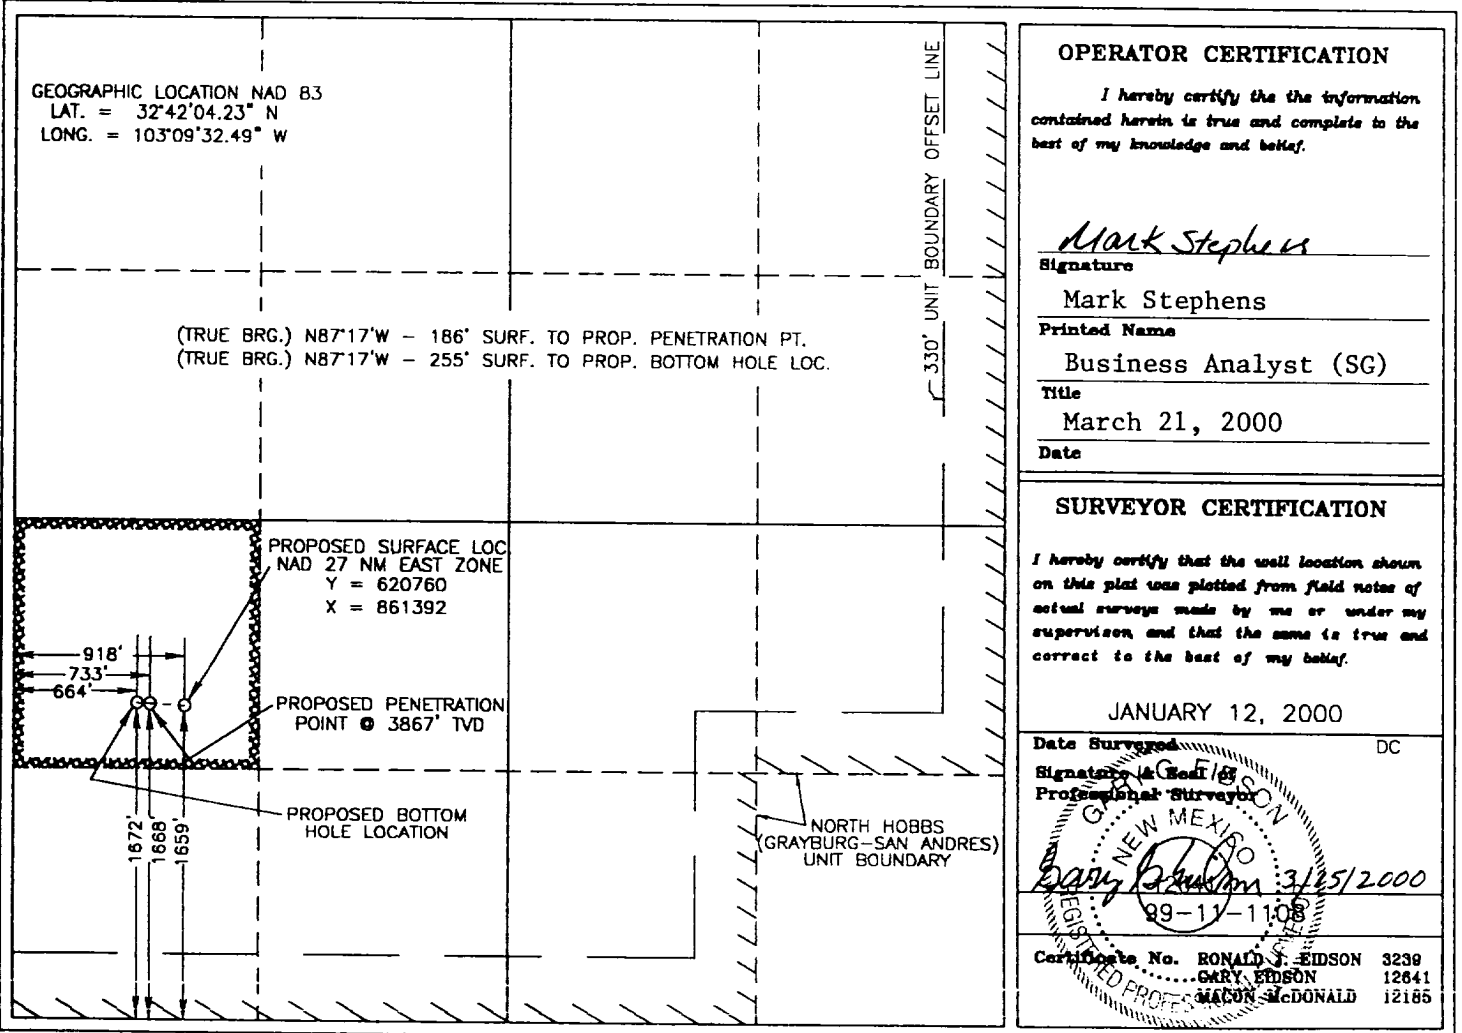 GEOGRAPHIC LOCATION NAD 83
LAT. = 32°42'04.23" N
LONG. = 103°09'32.49" W
330' UNIT BOUNDARY OFFSET LINE
(TRUE BRG.) N87°17'W – 186' SURF. TO PROP. PENETRATION PT.
(TRUE BRG.) N87°17'W – 255' SURF. TO PROP. BOTTOM HOLE LOC.
PROPOSED SURFACE LOC.
NAD 27 NM EAST ZONE
Y = 620760
X = 861392
918'
733'
664'
PROPOSED PENETRATION
POINT @ 3867' TVD
PROPOSED BOTTOM
HOLE LOCATION
1672'
1668'
1659'
NORTH HOBBS
(GRAYBURG–SAN ANDRES)
UNIT BOUNDARY
OPERATOR CERTIFICATION
I hereby certify the the information
contained herein is true and complete to the
best of my knowledge and belief.
Mark Stephens
Signature
Mark Stephens
Printed Name
Business Analyst (SG)
Title
March 21, 2000
Date
SURVEYOR CERTIFICATION
I hereby certify that the well location shown
on this plat was plotted from field notes of
actual surveys made by me or under my
supervison and that the same is true and
correct to the best of my belief.
JANUARY 12, 2000
Date Surveyed DC
Signature & Seal of
Professional Surveyor
GARY G. EIDSON
NEW MEXICO
REGISTERED PROFESSIONAL SURVEYOR
3/15/2000
99-11-1108
Certificate No. RONALD J. EIDSON 3239
GARY EIDSON 12641
MACON McDONALD 12185